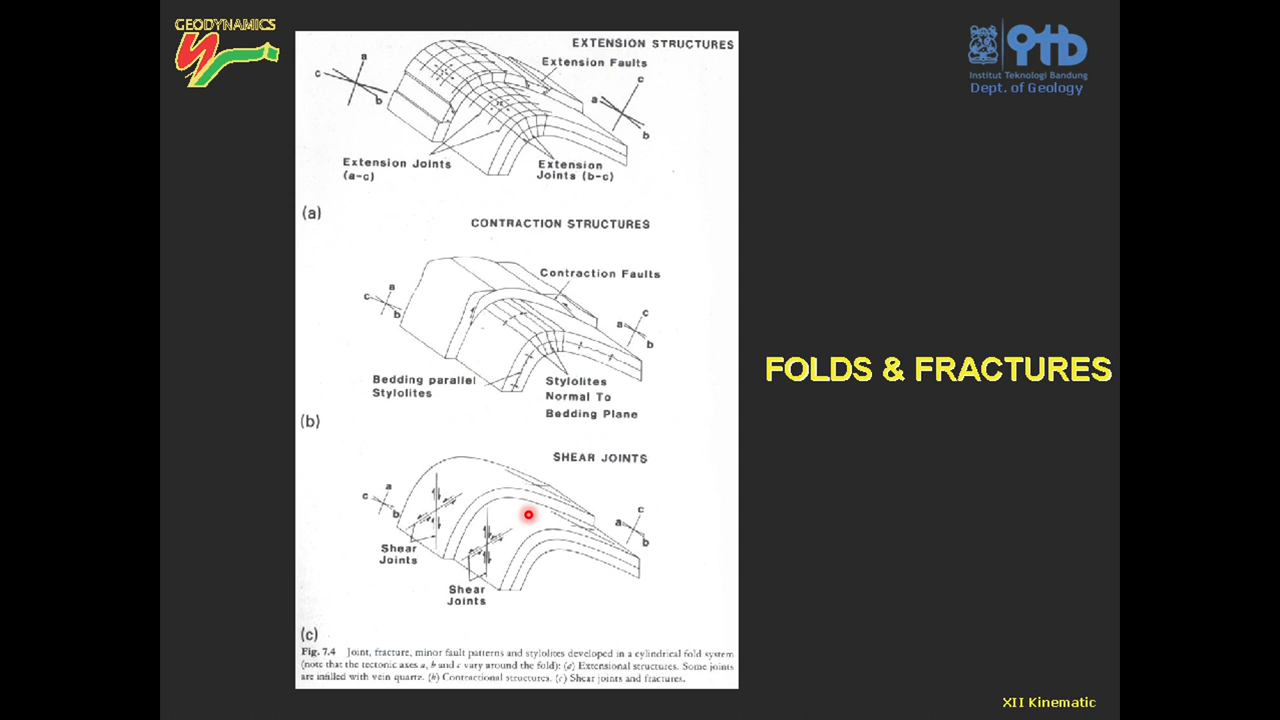 GEODYNAMICS
itb
Institut Teknologi Bandung
Dept. of Geology
EXTENSION STRUCTURES
Extension Faults
a
c
b
c
a
b
Extension Joints
(a-c)
Extension
Joints (b-c)
(a)
CONTRACTION STRUCTURES
Contraction Faults
a
c
b
c
a
b
Bedding parallel
Stylolites
Stylolites
Normal To
Bedding Plane
(b)
SHEAR JOINTS
a
c
b
c
a
b
Shear
Joints
Shear
Joints
(c)
Fig. 7.4 Joint, fracture, minor fault patterns and stylolites developed in a cylindrical fold system
(note that the tectonic axes a, b and c vary around the fold): (a) Extensional structures. Some joints
are infilled with vein quartz. (b) Contractional structures. (c) Shear joints and fractures.
FOLDS & FRACTURES
XII Kinematic